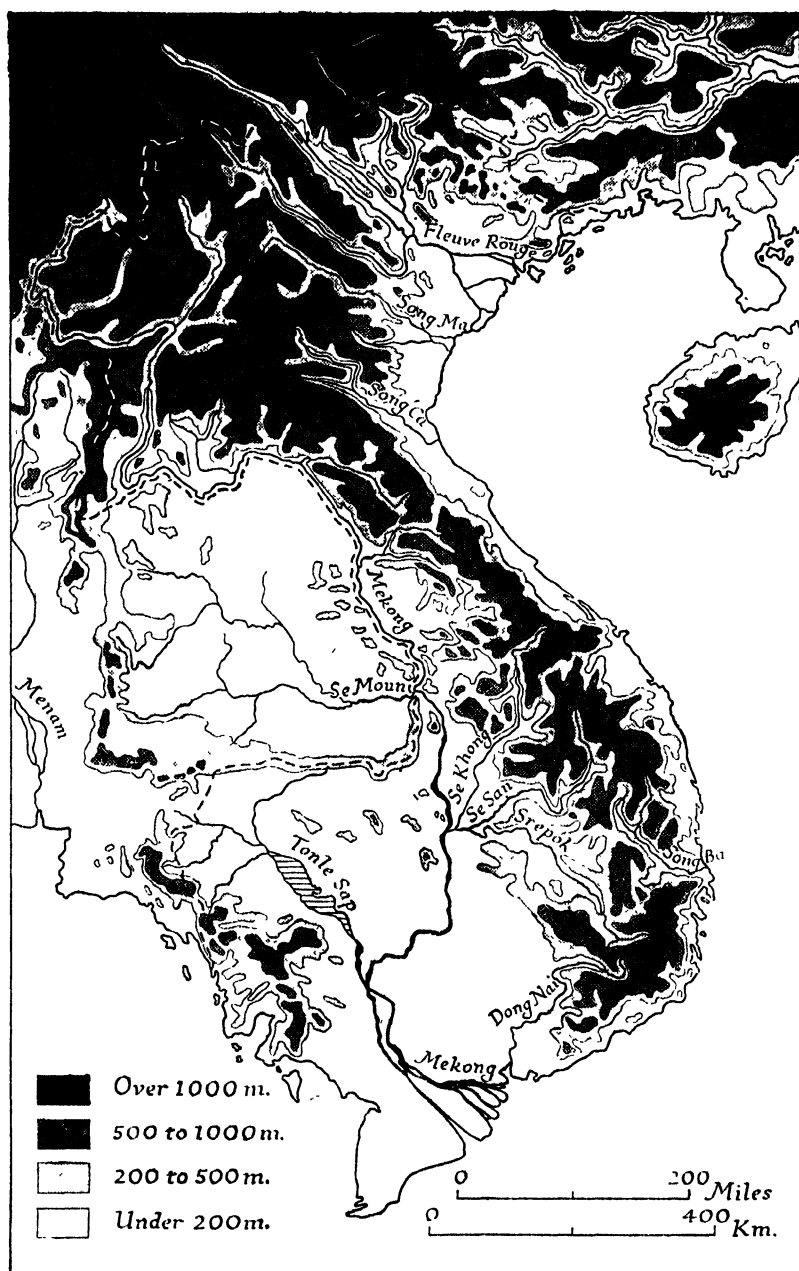 Fleuve Rouge
Song Ma
Song Ca
Mekong
Se Moun
Menam
Se Khong
Se San
Srepok
Song Ba
Tonle Sap
Dong Nai
Mekong
Over 1000 m.
500 to 1000 m.
200 to 500 m.
Under 200 m.
0 200 Miles
0 400 Km.